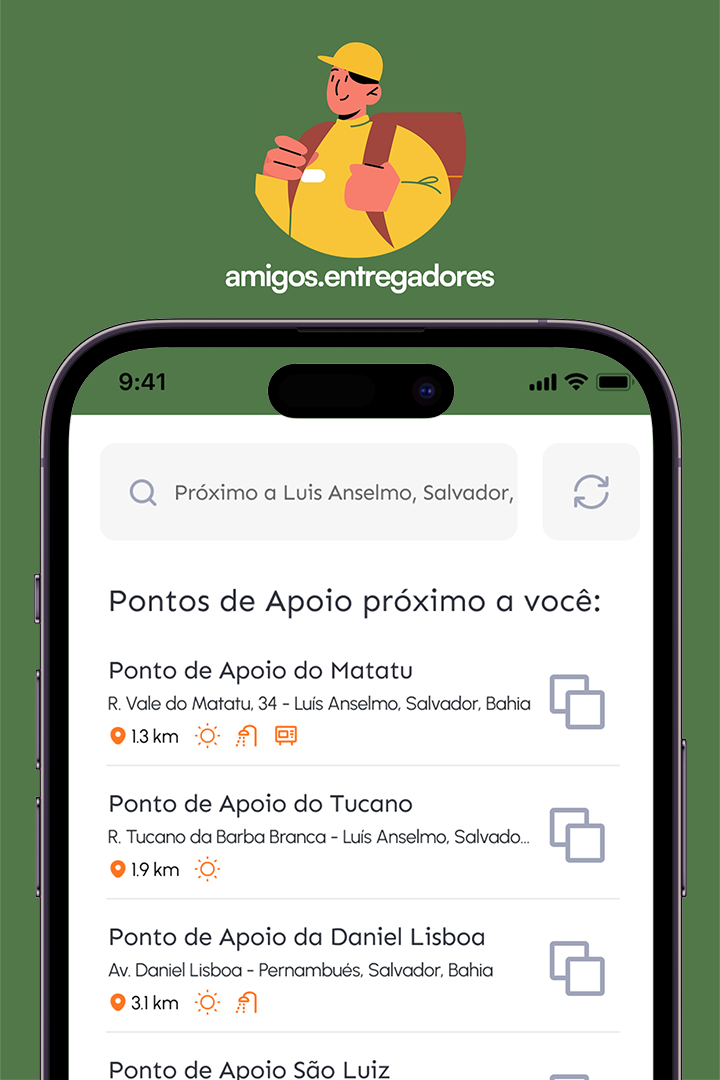 amigos.entregadores
9:41
Próximo a Luis Anselmo, Salvador,
Pontos de Apoio próximo a você:
Ponto de Apoio do Matatu
R. Vale do Matatu, 34 - Luís Anselmo, Salvador, Bahia
1.3 km
Ponto de Apoio do Tucano
R. Tucano da Barba Branca - Luís Anselmo, Salvado...
1.9 km
Ponto de Apoio da Daniel Lisboa
Av. Daniel Lisboa - Pernambués, Salvador, Bahia
3.1 km
Ponto de Apoio São Luiz